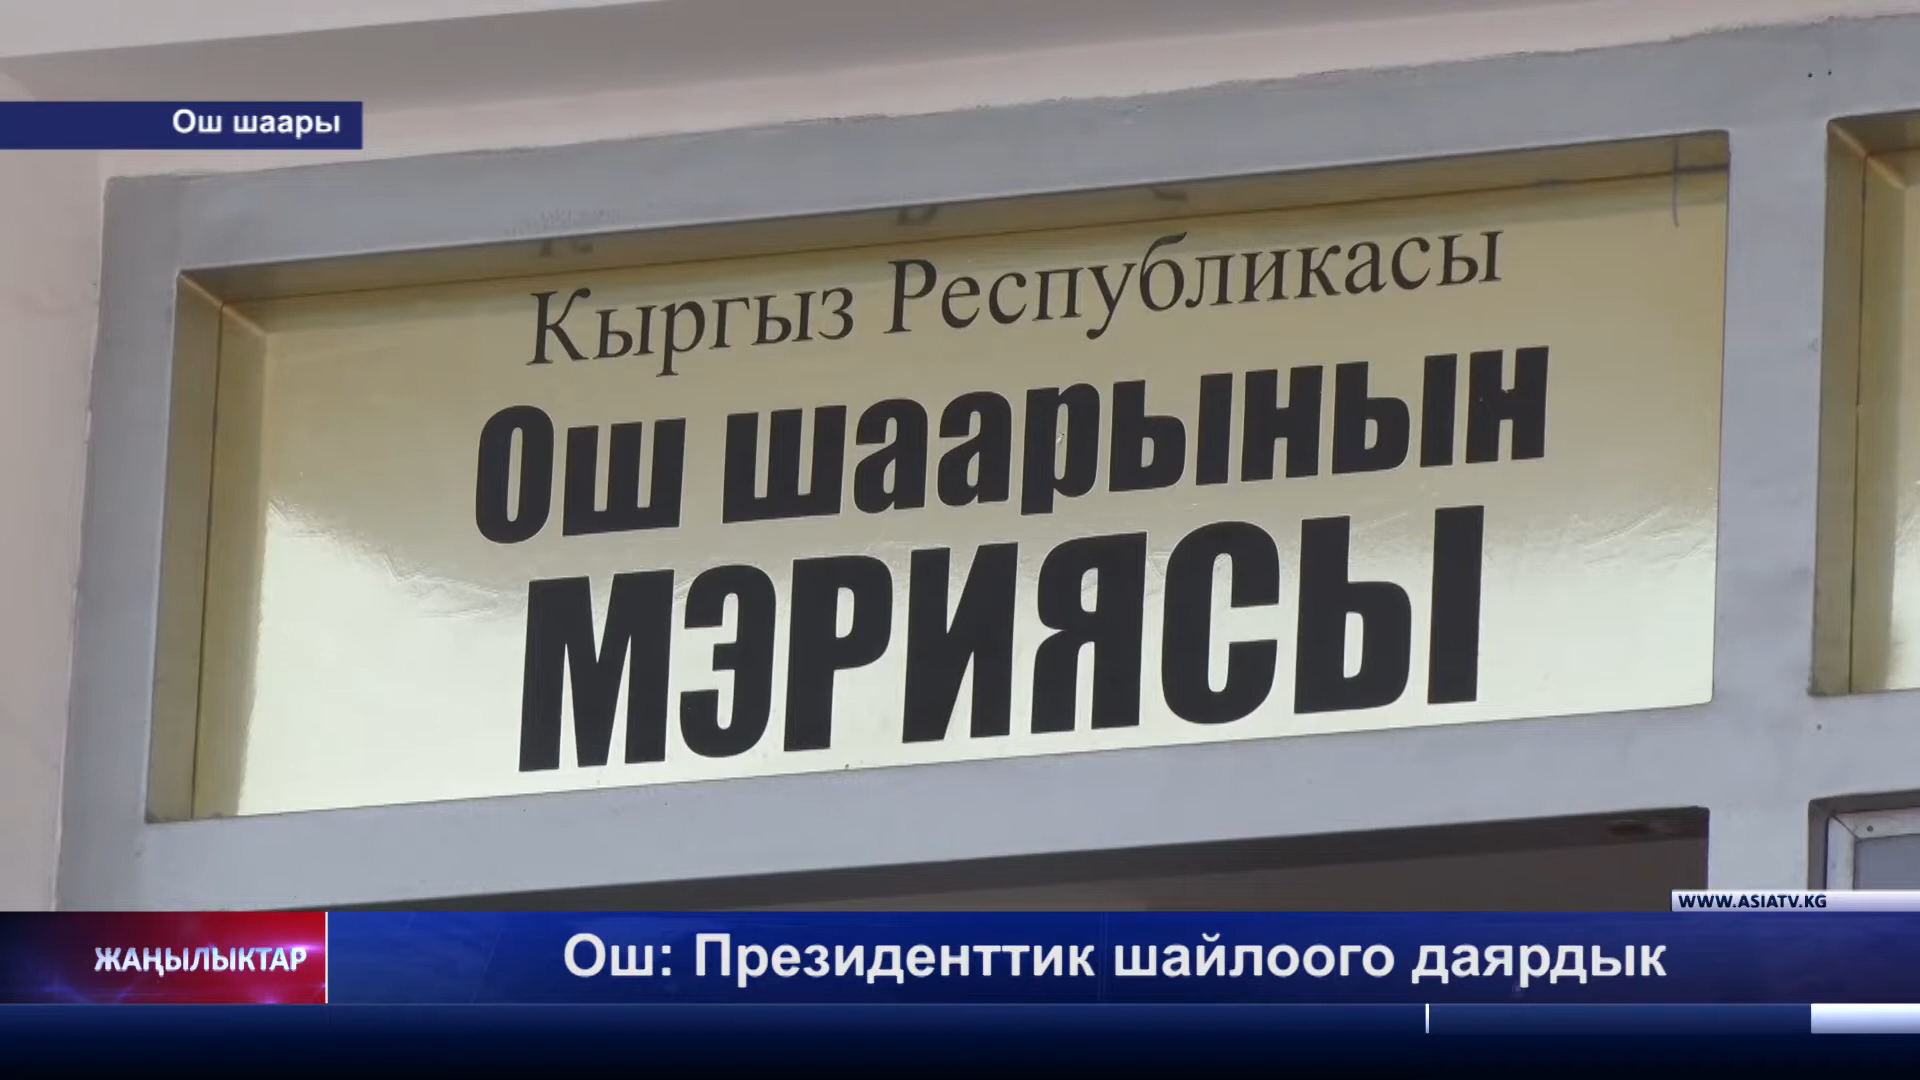 Ош шаары
Кыргыз Республикасы
Ош шаарынын
МЭРИЯСЫ
WWW.ASIATV.KG
ЖАҢЫЛЫКТАР
Ош: Президенттик шайлоого даярдык